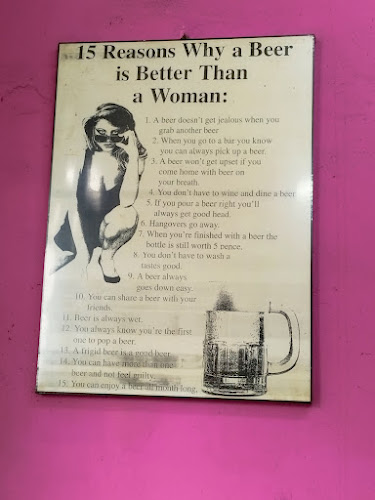 15 Reasons Why a Beer
is Better Than
a Woman:
1. A beer doesn't get jealous when you
grab another beer
2. When you go to a bar you know
you can always pick up a beer.
3. A beer won't get upset if you
come home with beer on
your breath.
4. You don't have to wine and dine a beer
5. If you pour a beer right you'll
always get good head.
6. Hangovers go away.
7. When you're finished with a beer the
bottle is still worth 5 pence.
8. You don't have to wash a
tastes good.
9. A beer always
goes down easy.
10. You can share a beer with your
friends.
11. Beer is always wet.
12. You always know you're the first
one to pop a beer.
13. A frigid beer is a good beer.
14. You can have more than one
beer and not feel guilty.
15. You can enjoy a beer all month long.